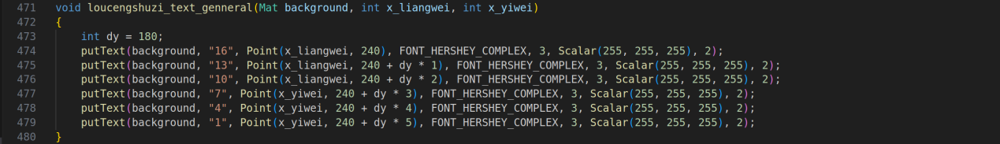 471 void loucengshuzi_text_genneral(Mat background, int x_liangwei, int x_yiwei)
472 {
473     int dy = 180;
474     putText(background, "16", Point(x_liangwei, 240), FONT_HERSHEY_COMPLEX, 3, Scalar(255, 255, 255), 2);
475     putText(background, "13", Point(x_liangwei, 240 + dy * 1), FONT_HERSHEY_COMPLEX, 3, Scalar(255, 255, 255), 2);
476     putText(background, "10", Point(x_liangwei, 240 + dy * 2), FONT_HERSHEY_COMPLEX, 3, Scalar(255, 255, 255), 2);
477     putText(background, "7", Point(x_yiwei, 240 + dy * 3), FONT_HERSHEY_COMPLEX, 3, Scalar(255, 255, 255), 2);
478     putText(background, "4", Point(x_yiwei, 240 + dy * 4), FONT_HERSHEY_COMPLEX, 3, Scalar(255, 255, 255), 2);
479     putText(background, "1", Point(x_yiwei, 240 + dy * 5), FONT_HERSHEY_COMPLEX, 3, Scalar(255, 255, 255), 2);
480 }